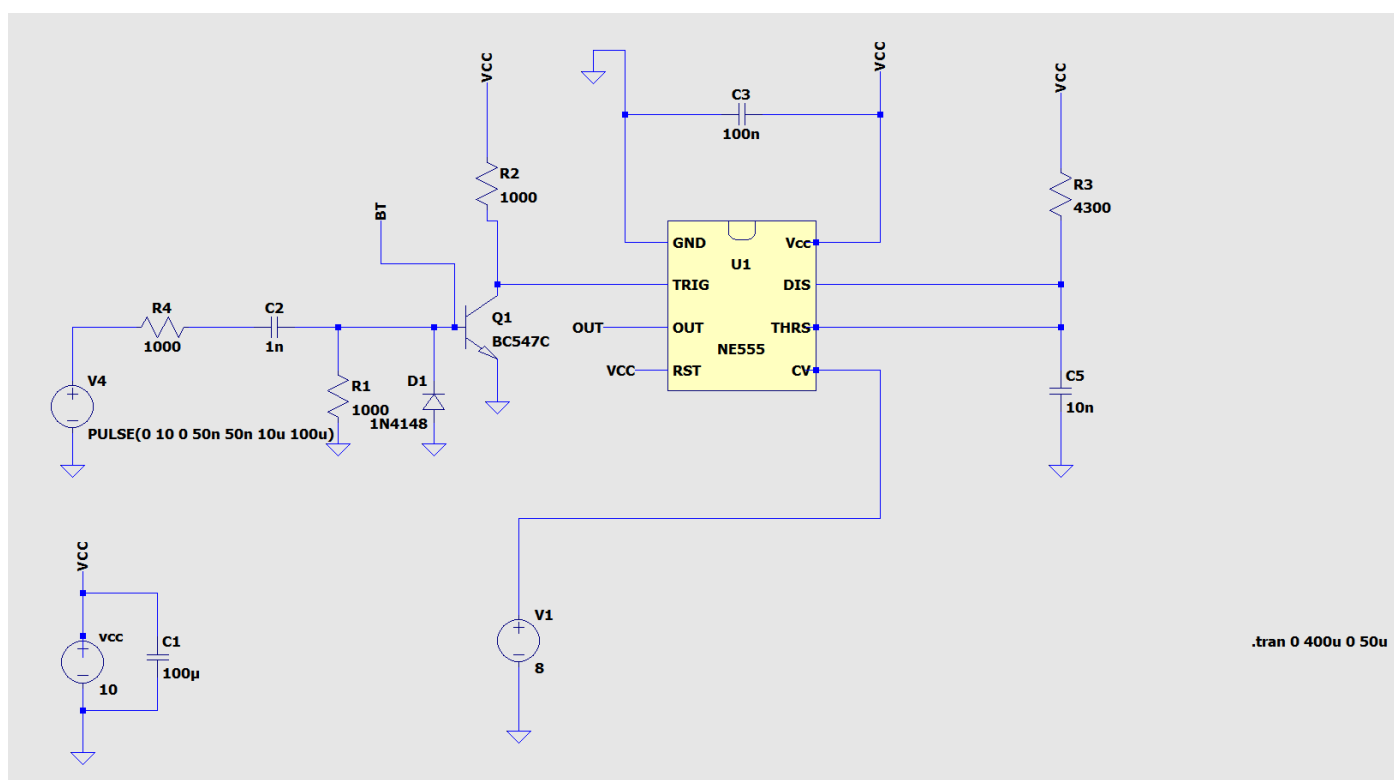 VCC
C3
100n
VCC
VCC
R2
1000
R3
4300
BT
GND
Vcc
U1
TRIG
DIS
R4
1000
C2
1n
Q1
BC547C
OUT
OUT
THRS
NE555
VCC
RST
CV
V4
PULSE(0 10 0 50n 50n 10u 100u)
R1
1000
D1
1N4148
C5
10n
VCC
vcc
10
C1
100µ
V1
8
.tran 0 400u 0 50u